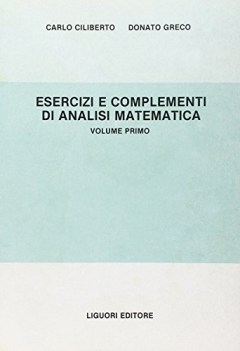 CARLO CILIBERTO DONATO GRECO
ESERCIZI E COMPLEMENTI
DI ANALISI MATEMATICA
VOLUME PRIMO
LIGUORI EDITORE